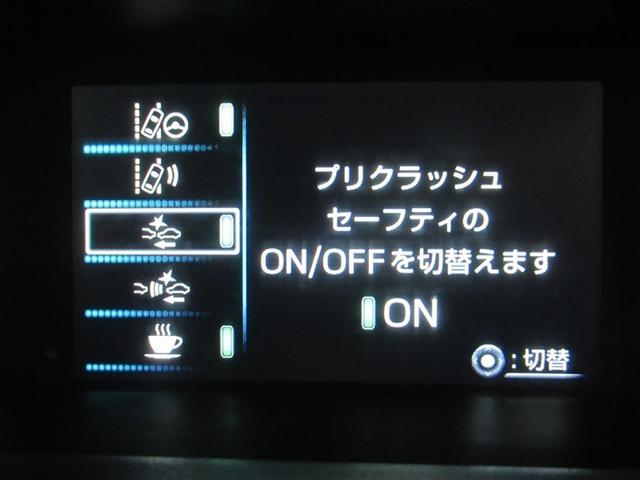 プリクラッシュ
セーフティの
ON/OFFを切替えます
ON
:切替